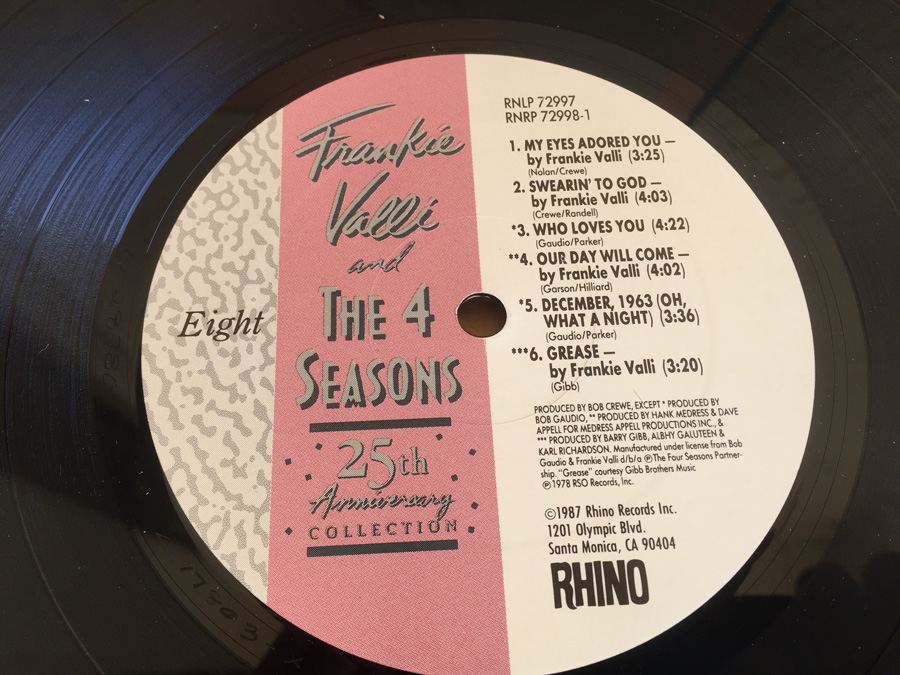 Eight
Frankie
Valli
and
THE 4
SEASONS
25th
Anniversary
COLLECTION
RNLP 72997
RNRP 72998-1
1. MY EYES ADORED YOU —
by Frankie Valli (3:25)
(Nolan/Crewe)
2. SWEARIN' TO GOD —
by Frankie Valli (4:03)
(Crewe/Randell)
*3. WHO LOVES YOU (4:22)
(Gaudio/Parker)
**4. OUR DAY WILL COME —
by Frankie Valli (4:02)
(Garson/Hilliard)
*5. DECEMBER, 1963 (OH,
WHAT A NIGHT) (3:36)
(Gaudio/Parker)
***6. GREASE —
by Frankie Valli (3:20)
(Gibb)
PRODUCED BY BOB CREWE, EXCEPT * PRODUCED BY
BOB GAUDIO, ** PRODUCED BY HANK MEDRESS & DAVE
APPELL FOR MEDRESS APPELL PRODUCTIONS INC., &
*** PRODUCED BY BARRY GIBB, ALBHY GALUTEEN &
KARL RICHARDSON. Manufactured under license from Bob
Gaudio & Frankie Valli d/b/a ℗The Four Seasons Partner-
ship. "Grease" courtesy Gibb Brothers Music
℗1978 RSO Records, Inc.
©1987 Rhino Records Inc.
1201 Olympic Blvd.
Santa Monica, CA 90404
RHINO